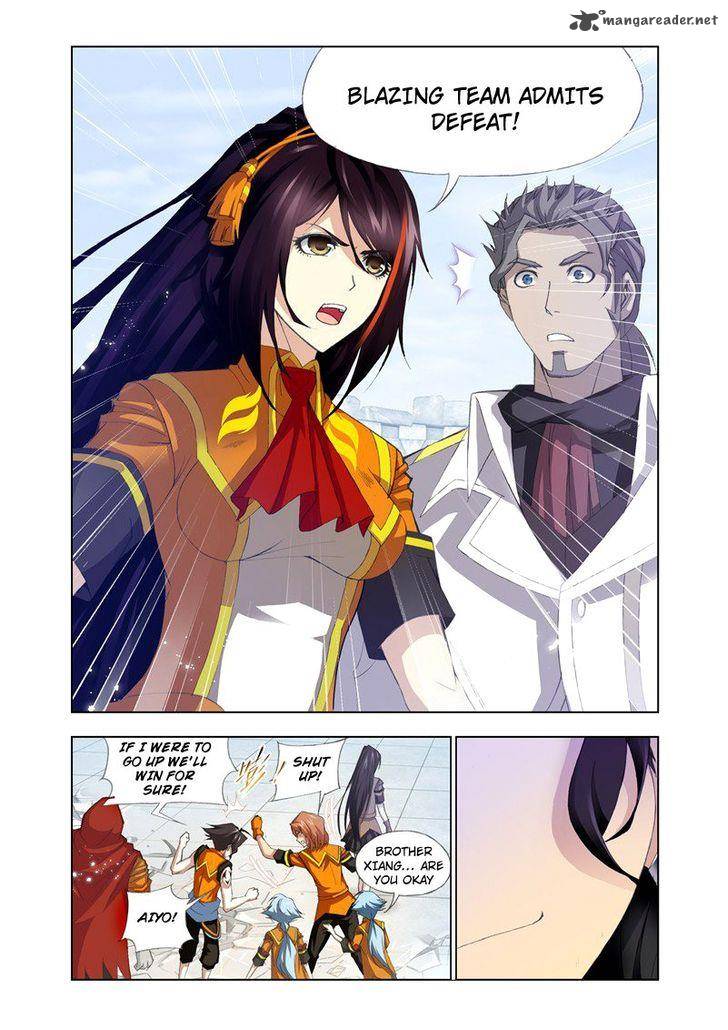 mangareader.net
BLAZING TEAM ADMITS
DEFEAT!
IF I WERE TO
GO UP WE'LL
WIN FOR
SURE!
SHUT
UP!
BROTHER
XIANG... ARE
YOU OKAY
AIYO!